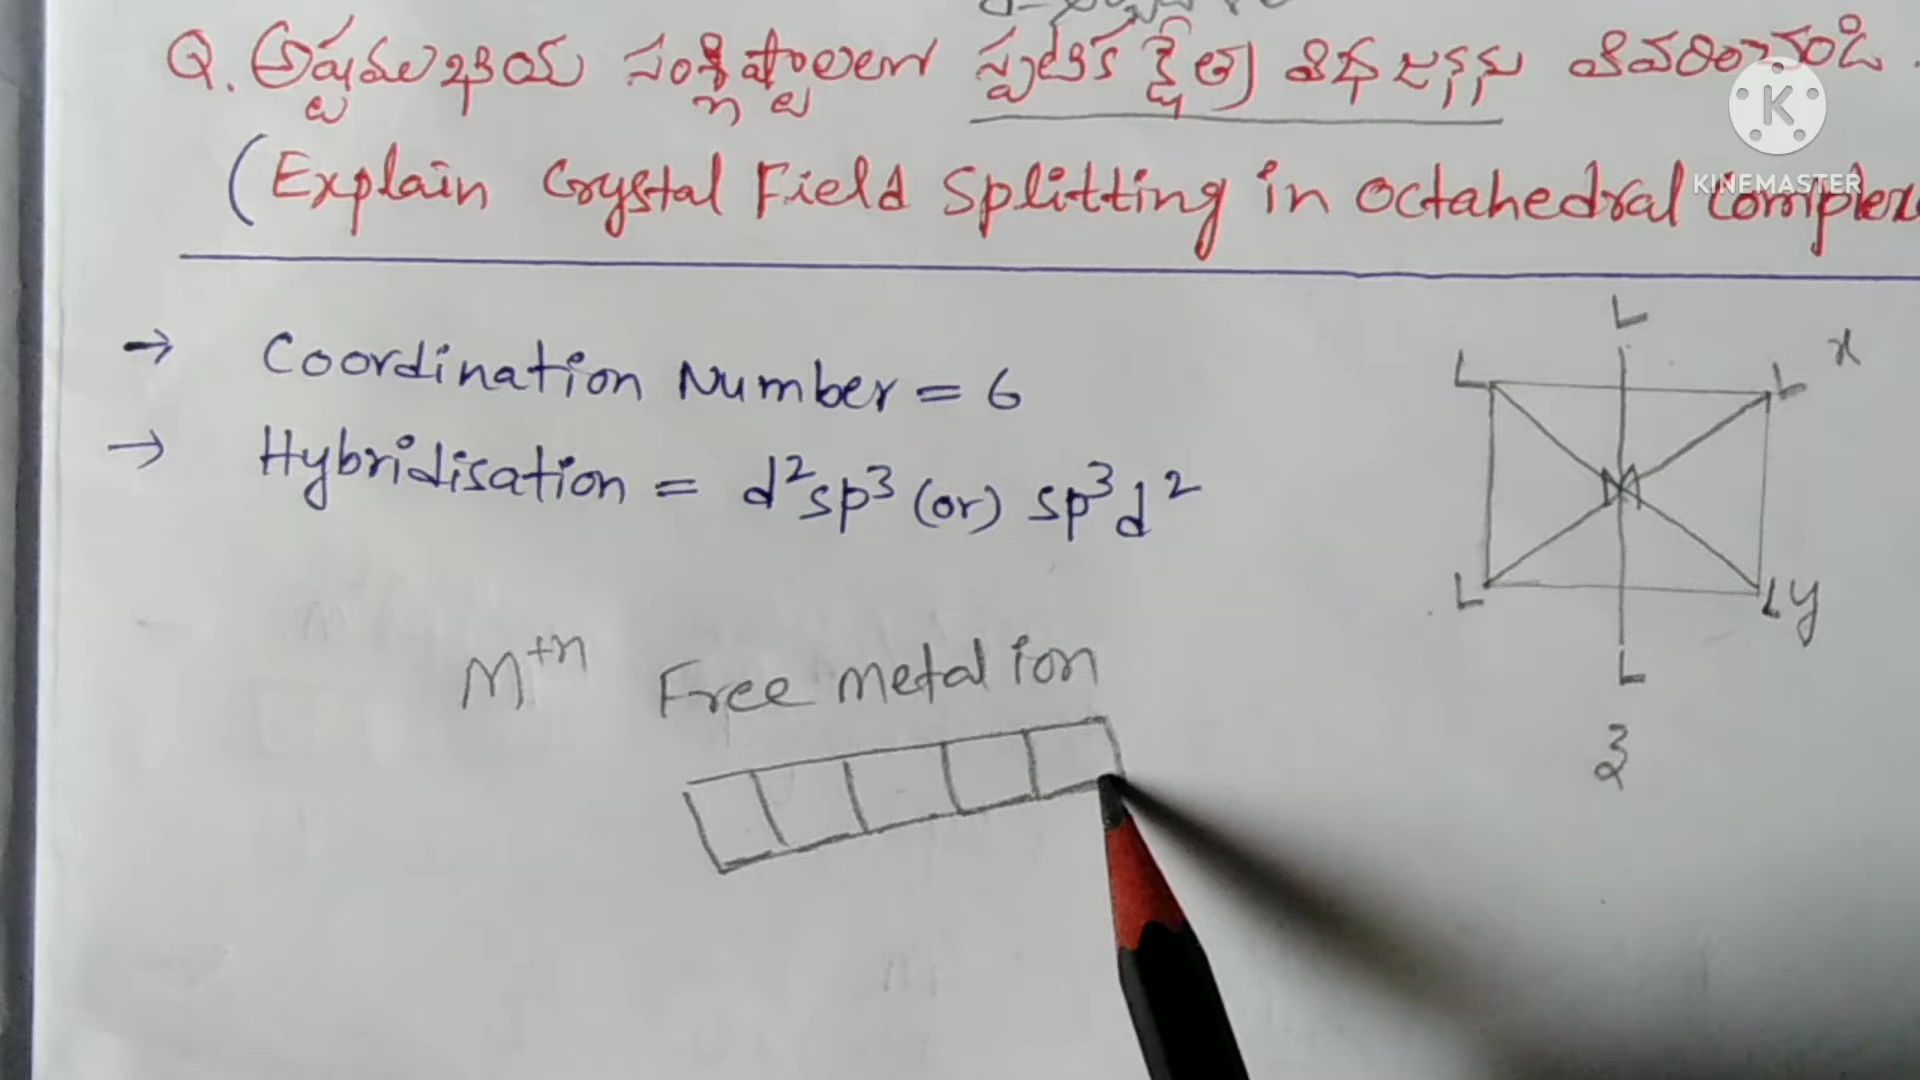 Q. అష్టముఖీయ సంశ్లిష్టాలలో స్ఫటిక క్షేత్ర విభజనను వివరించండి.
(Explain Crystal Field Splitting in octahedral Complex
KINEMASTER
→ Coordination Number = 6
→ Hybridisation = d²sp³ (or) sp³d²
L
L L x
M
L L y
L
3
M⁺ⁿ Free metal ion